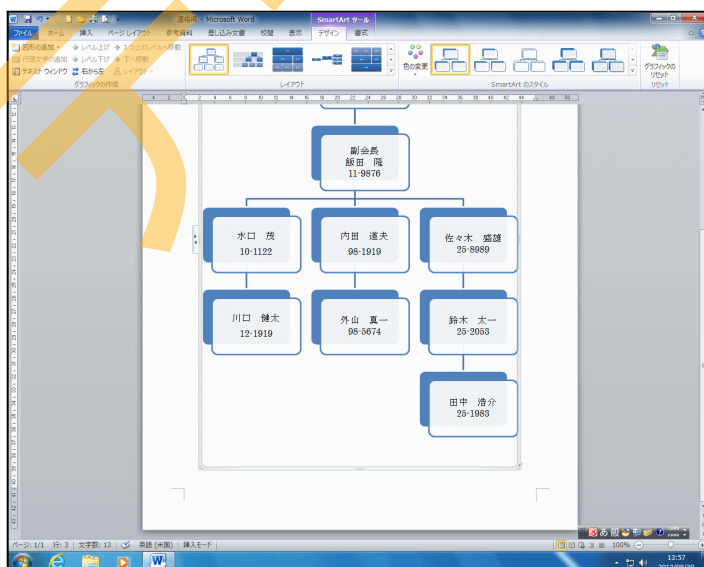 連絡網 - Microsoft Word
SmartArt ツール
ファイル ホーム 挿入 ページ レイアウト 参考資料 差し込み文書 校閲 表示 デザイン 書式
図形の追加 レベル上げ 1つ上のレベルへ移動
行頭文字の追加 レベル下げ 下へ移動
テキスト ウィンドウ 右から左 レイアウト
色の変更
グラフィックの
リセット
グラフィックの作成 レイアウト SmartArt のスタイル リセット
副会長
飯田 隆
11-9876
水口 茂
10-1122
内田 道夫
98-1919
佐々木 盛雄
25-8989
川口 健太
12-1919
外山 真一
98-5674
鈴木 太一
25-2053
田中 浩介
25-1983
あ 般
ページ: 1/1 行: 3 文字数: 13 英語 (米国) 挿入モード 100%
13:57